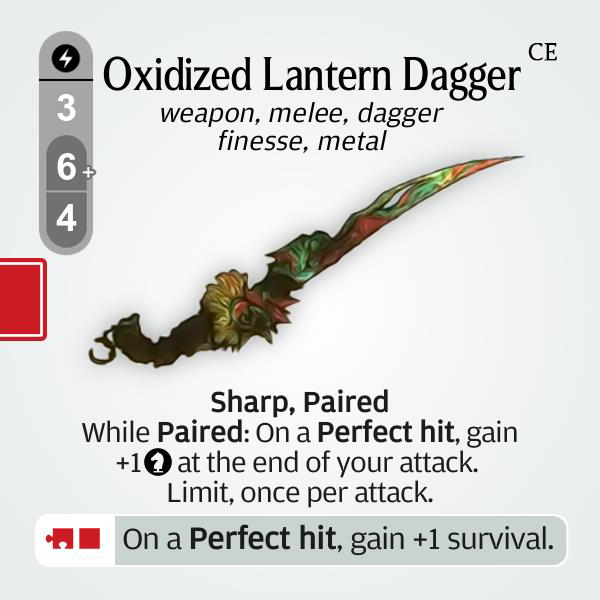 Oxidized Lantern Dagger CE
weapon, melee, dagger
finesse, metal
3
6+
4
Sharp, Paired
While Paired: On a Perfect hit, gain
+1 at the end of your attack.
Limit, once per attack.
On a Perfect hit, gain +1 survival.